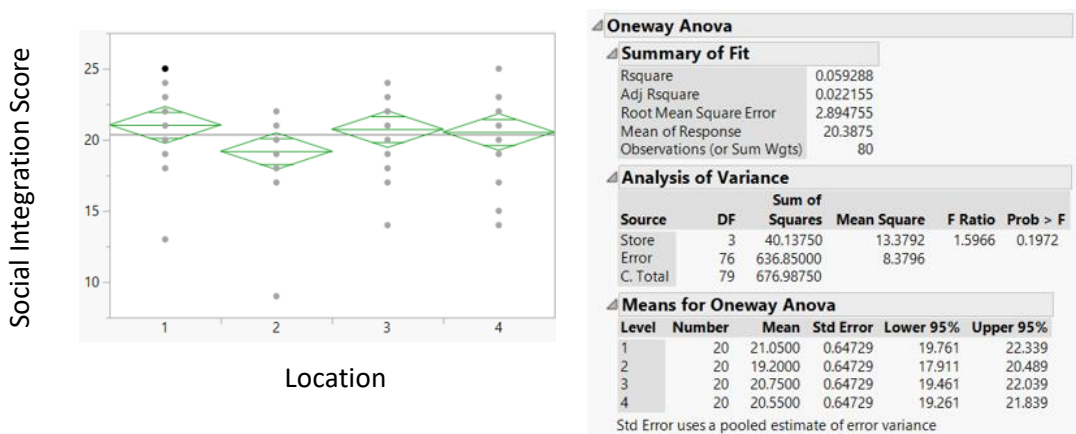 Social Integration Score
25
20
15
10
1 2 3 4
Location
Oneway Anova
Summary of Fit
Rsquare 0.059288
Adj Rsquare 0.022155
Root Mean Square Error 2.894755
Mean of Response 20.3875
Observations (or Sum Wgts) 80
Analysis of Variance
Sum of
Source DF Squares Mean Square F Ratio Prob > F
Store 3 40.13750 13.3792 1.5966 0.1972
Error 76 636.85000 8.3796
C. Total 79 676.98750
Means for Oneway Anova
Level Number Mean Std Error Lower 95% Upper 95%
1 20 21.0500 0.64729 19.761 22.339
2 20 19.2000 0.64729 17.911 20.489
3 20 20.7500 0.64729 19.461 22.039
4 20 20.5500 0.64729 19.261 21.839
Std Error uses a pooled estimate of error variance